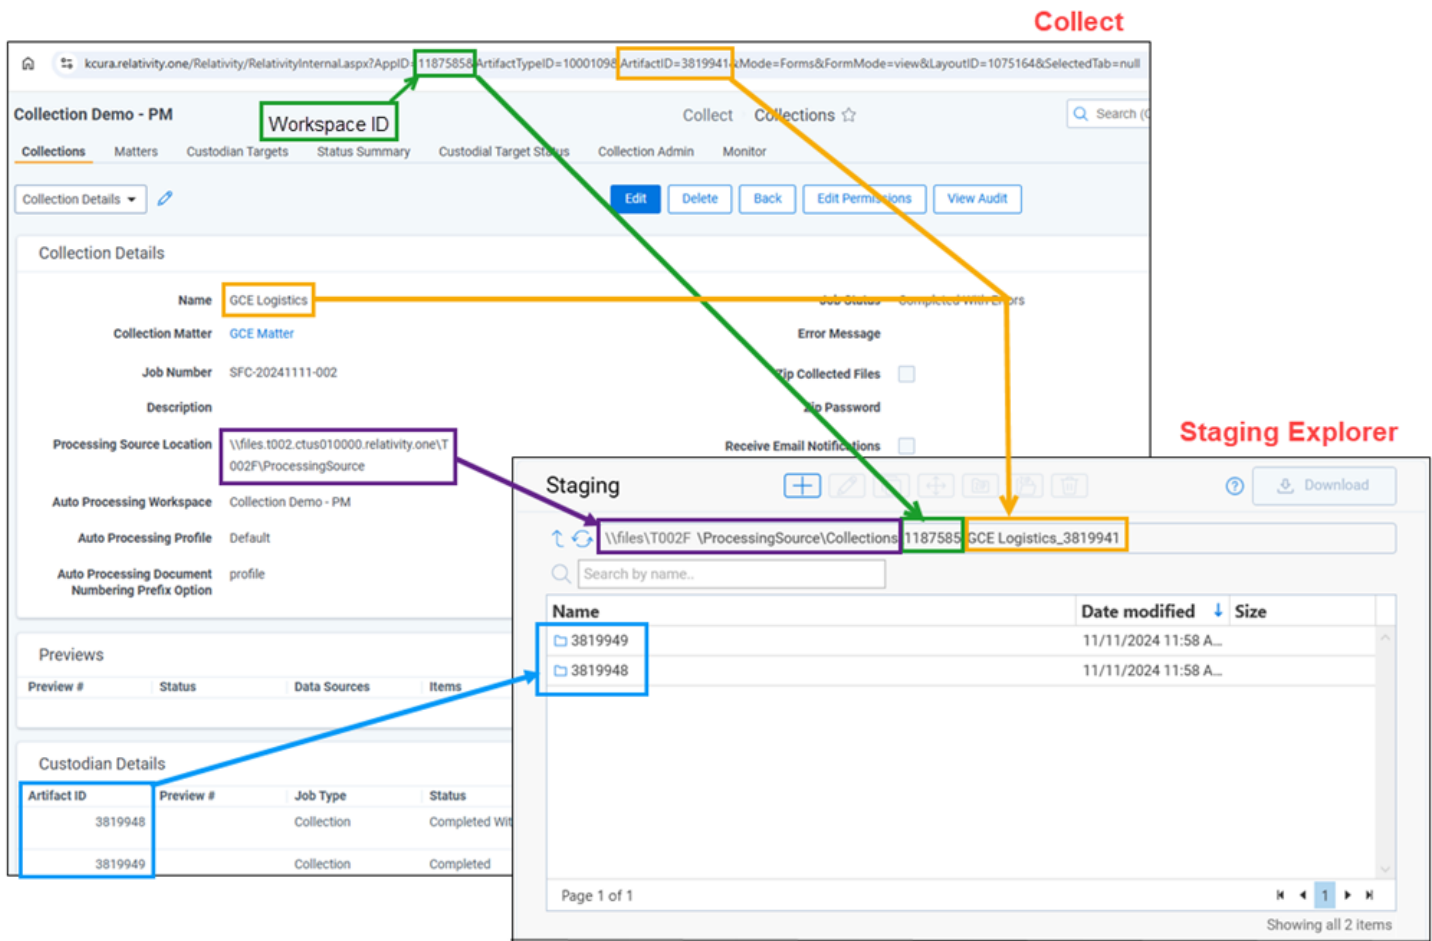 Collect
kcura.relativity.one/Relativity/RelativityInternal.aspx?AppID=1187585&ArtifactTypeID=1000109&ArtifactID=3819941&Mode=Forms&FormMode=view&LayoutID=1075164&SelectedTab=null
Collection Demo - PM
Workspace ID
Collect Collections
Search (
Collections Matters Custodian Targets Status Summary Custodial Target Status Collection Admin Monitor
Collection Details
Edit Delete Back Edit Permissions View Audit
Collection Details
Name GCE Logistics
Job Status Completed With Errors
Collection Matter GCE Matter
Error Message
Job Number SFC-20241111-002
Zip Collected Files
Description
Zip Password
Processing Source Location \\files.t002.ctus010000.relativity.one\T
002F\ProcessingSource
Receive Email Notifications
Auto Processing Workspace Collection Demo - PM
Auto Processing Profile Default
Auto Processing Document profile
Numbering Prefix Option
Previews
Preview # Status Data Sources Items
Custodian Details
Artifact ID Preview # Job Type Status
3819948 Collection Completed Wit
3819949 Collection Completed
Staging Explorer
Staging
Download
\\files\T002F \ProcessingSource\Collections 1187585 GCE Logistics_3819941
Search by name..
Name Date modified Size
3819949 11/11/2024 11:58 A...
3819948 11/11/2024 11:58 A...
Page 1 of 1
1
Showing all 2 items